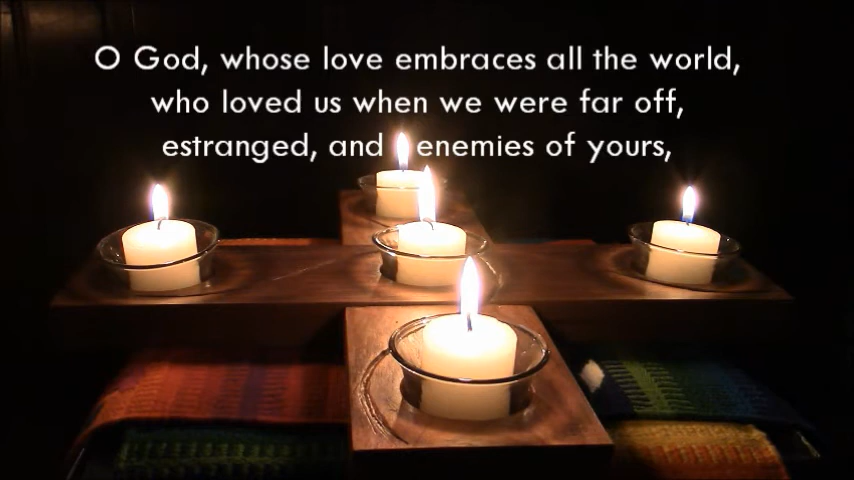 O God, whose love embraces all the world,
who loved us when we were far off,
estranged, and enemies of yours,